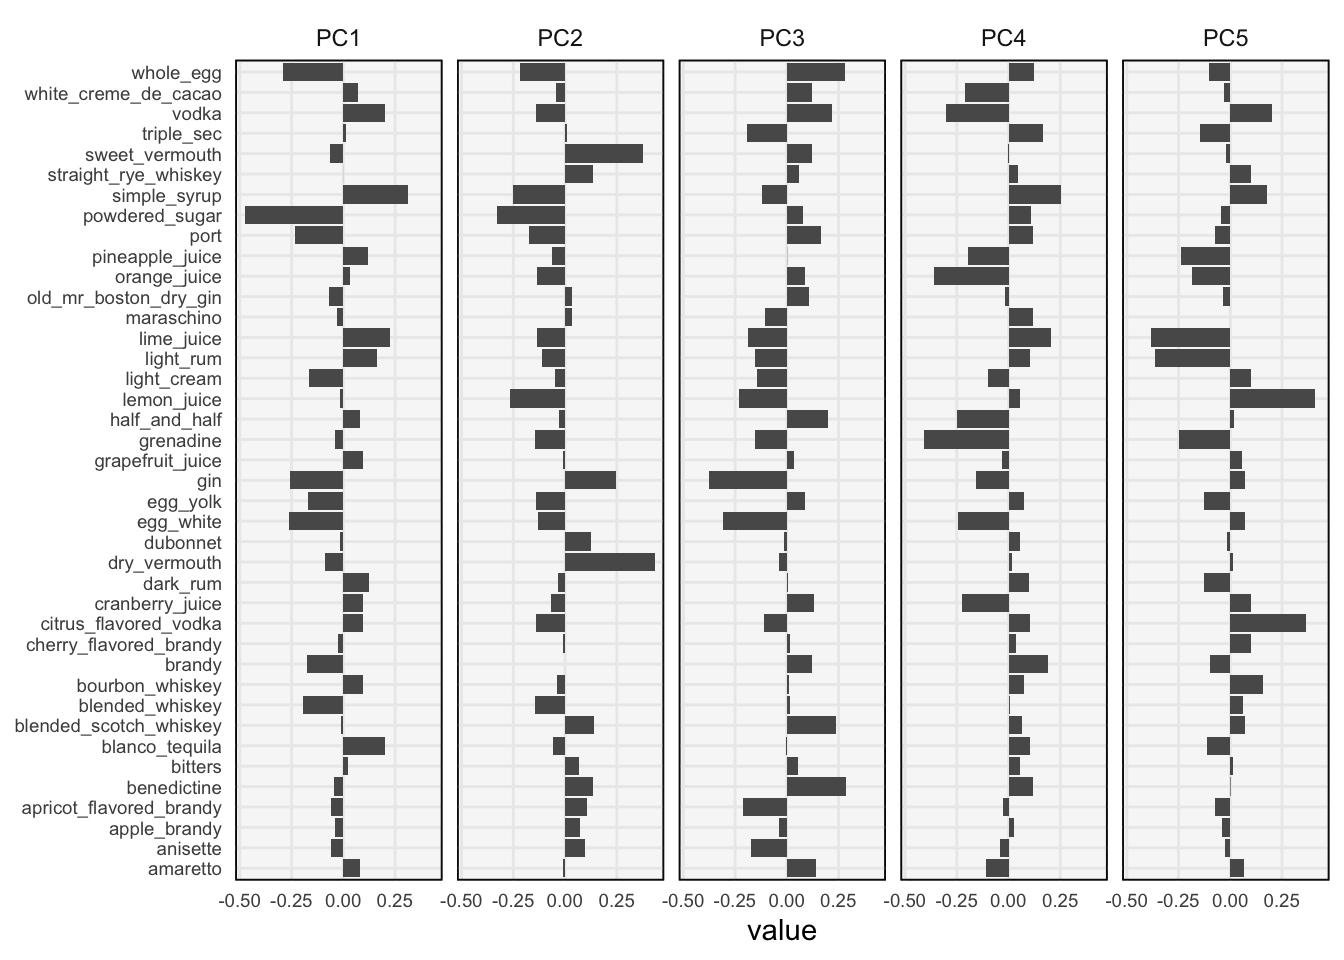 PC1 PC2 PC3 PC4 PC5
whole_egg
white_creme_de_cacao
vodka
triple_sec
sweet_vermouth
straight_rye_whiskey
simple_syrup
powdered_sugar
port
pineapple_juice
orange_juice
old_mr_boston_dry_gin
maraschino
lime_juice
light_rum
light_cream
lemon_juice
half_and_half
grenadine
grapefruit_juice
gin
egg_yolk
egg_white
dubonnet
dry_vermouth
dark_rum
cranberry_juice
citrus_flavored_vodka
cherry_flavored_brandy
brandy
bourbon_whiskey
blended_whiskey
blended_scotch_whiskey
blanco_tequila
bitters
benedictine
apricot_flavored_brandy
apple_brandy
anisette
amaretto
-0.50 -0.25 0.00 0.25 -0.50 -0.25 0.00 0.25 -0.50 -0.25 0.00 0.25 -0.50 -0.25 0.00 0.25 -0.50 -0.25 0.00 0.25
value